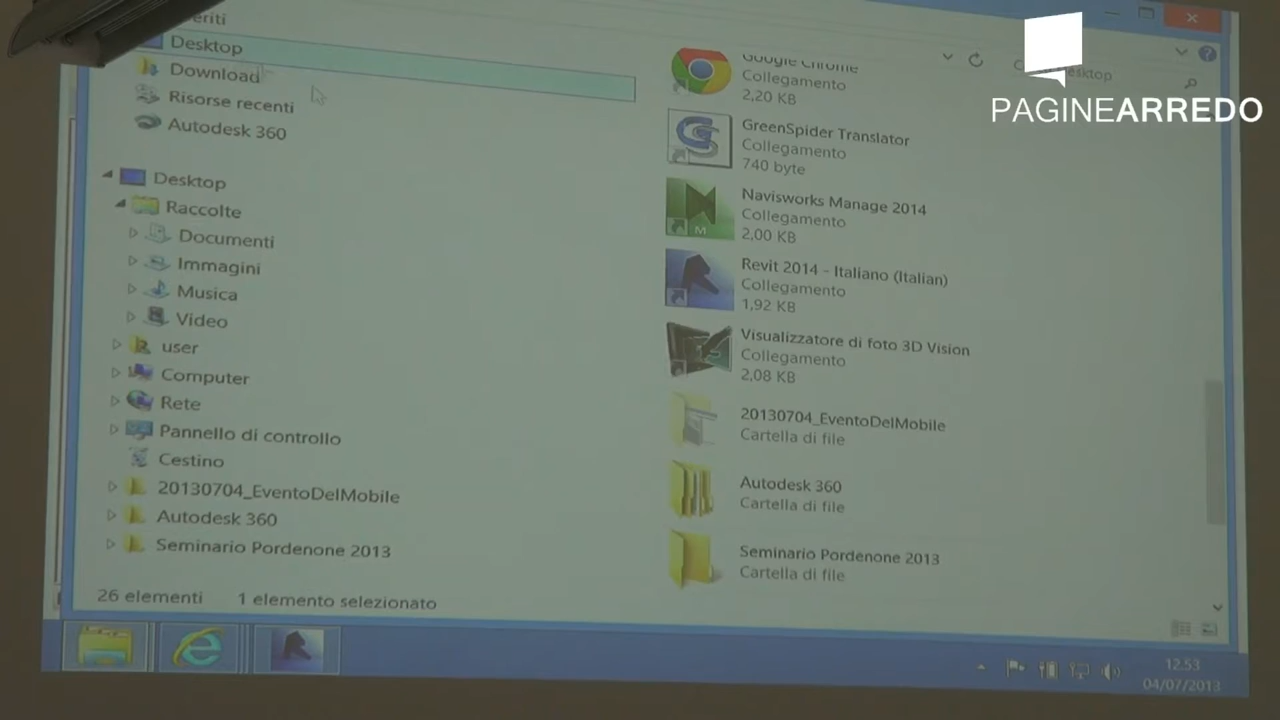 Desktop
Download
Risorse recenti
Autodesk 360
Desktop
Raccolte
Documenti
Immagini
Musica
Video
user
Computer
Rete
Pannello di controllo
Cestino
20130704_EventoDelMobile
Autodesk 360
Seminario Pordenone 2013
26 elementi 1 elemento selezionato
Google Chrome
Collegamento
2,20 KB
GreenSpider Translator
Collegamento
740 byte
Navisworks Manage 2014
Collegamento
2,00 KB
M
Revit 2014 - Italiano (Italian)
Collegamento
1,92 KB
Visualizzatore di foto 3D Vision
Collegamento
2,08 KB
20130704_EventoDelMobile
Cartella di file
Autodesk 360
Cartella di file
Seminario Pordenone 2013
Cartella di file
PAGINEARREDO
12.53
04/07/2013